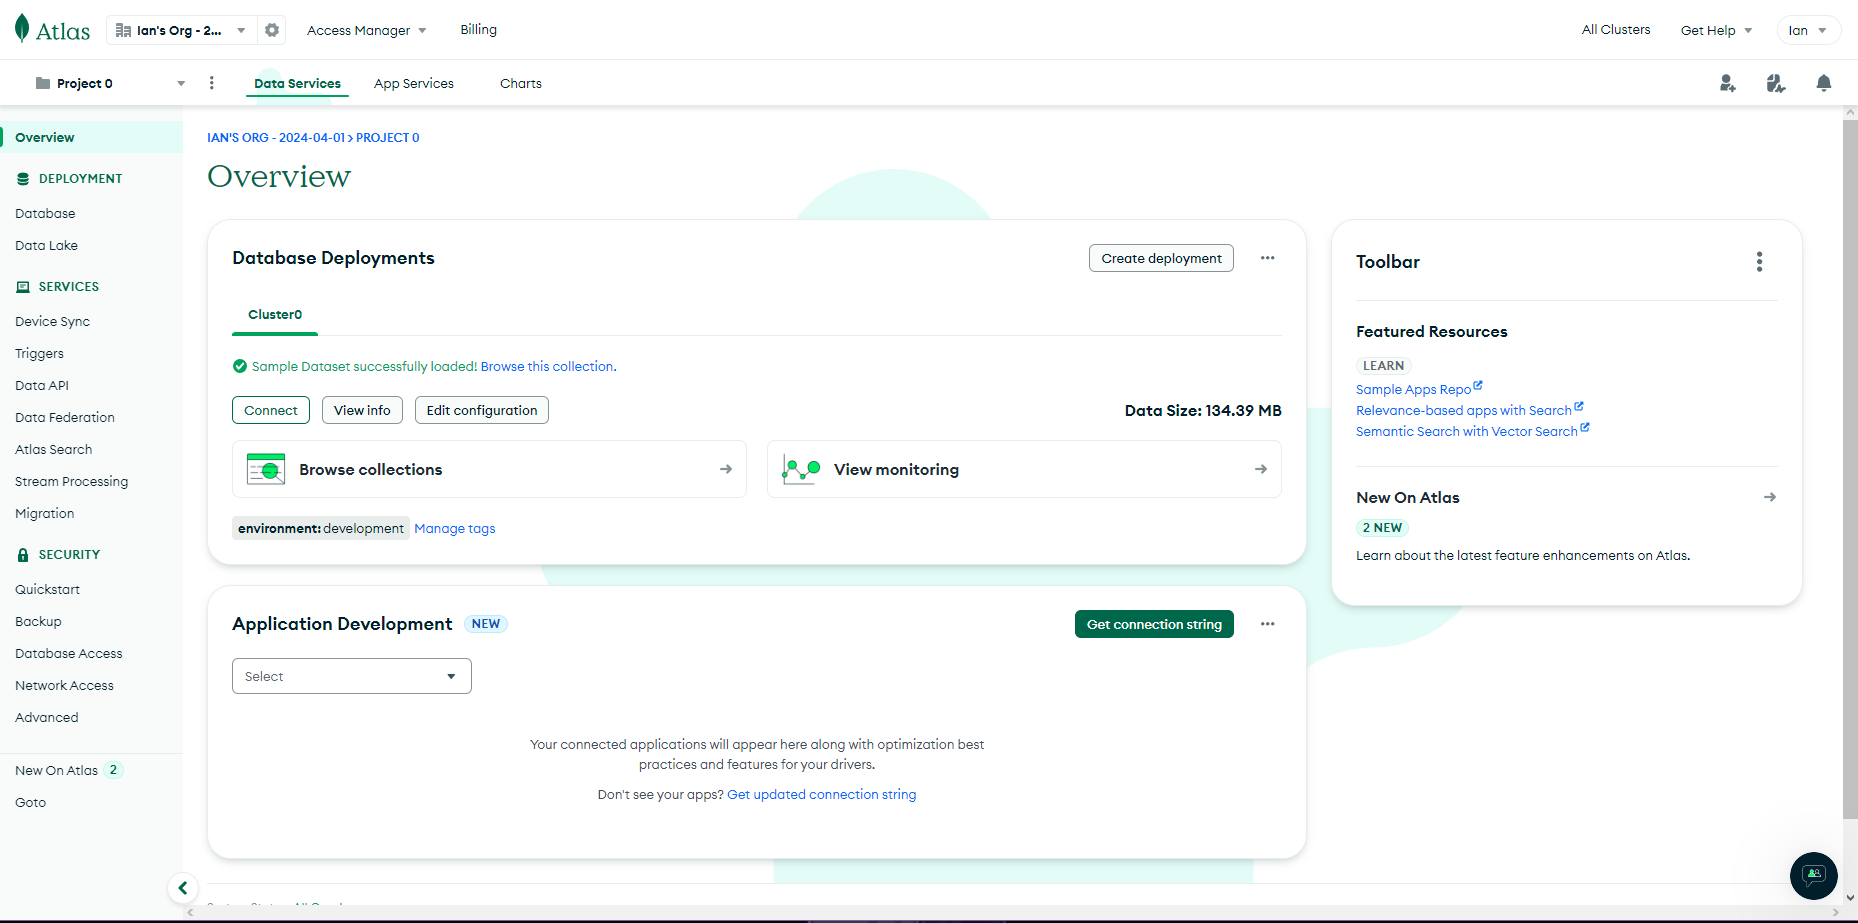 Atlas
Ian's Org - 2...
Access Manager
Billing
All Clusters
Get Help
Ian
Project 0
Data Services
App Services
Charts
Overview
DEPLOYMENT
Database
Data Lake
SERVICES
Device Sync
Triggers
Data API
Data Federation
Atlas Search
Stream Processing
Migration
SECURITY
Quickstart
Backup
Database Access
Network Access
Advanced
New On Atlas 2
Goto
IAN'S ORG - 2024-04-01 > PROJECT 0
Overview
Database Deployments
Create deployment
Cluster0
Sample Dataset successfully loaded! Browse this collection.
Connect
View info
Edit configuration
Data Size: 134.39 MB
Browse collections
View monitoring
environment: development Manage tags
Application Development NEW
Get connection string
Select
Your connected applications will appear here along with optimization best
practices and features for your drivers.
Don't see your apps? Get updated connection string
Toolbar
Featured Resources
LEARN
Sample Apps Repo
Relevance-based apps with Search
Semantic Search with Vector Search
New On Atlas
2 NEW
Learn about the latest feature enhancements on Atlas.